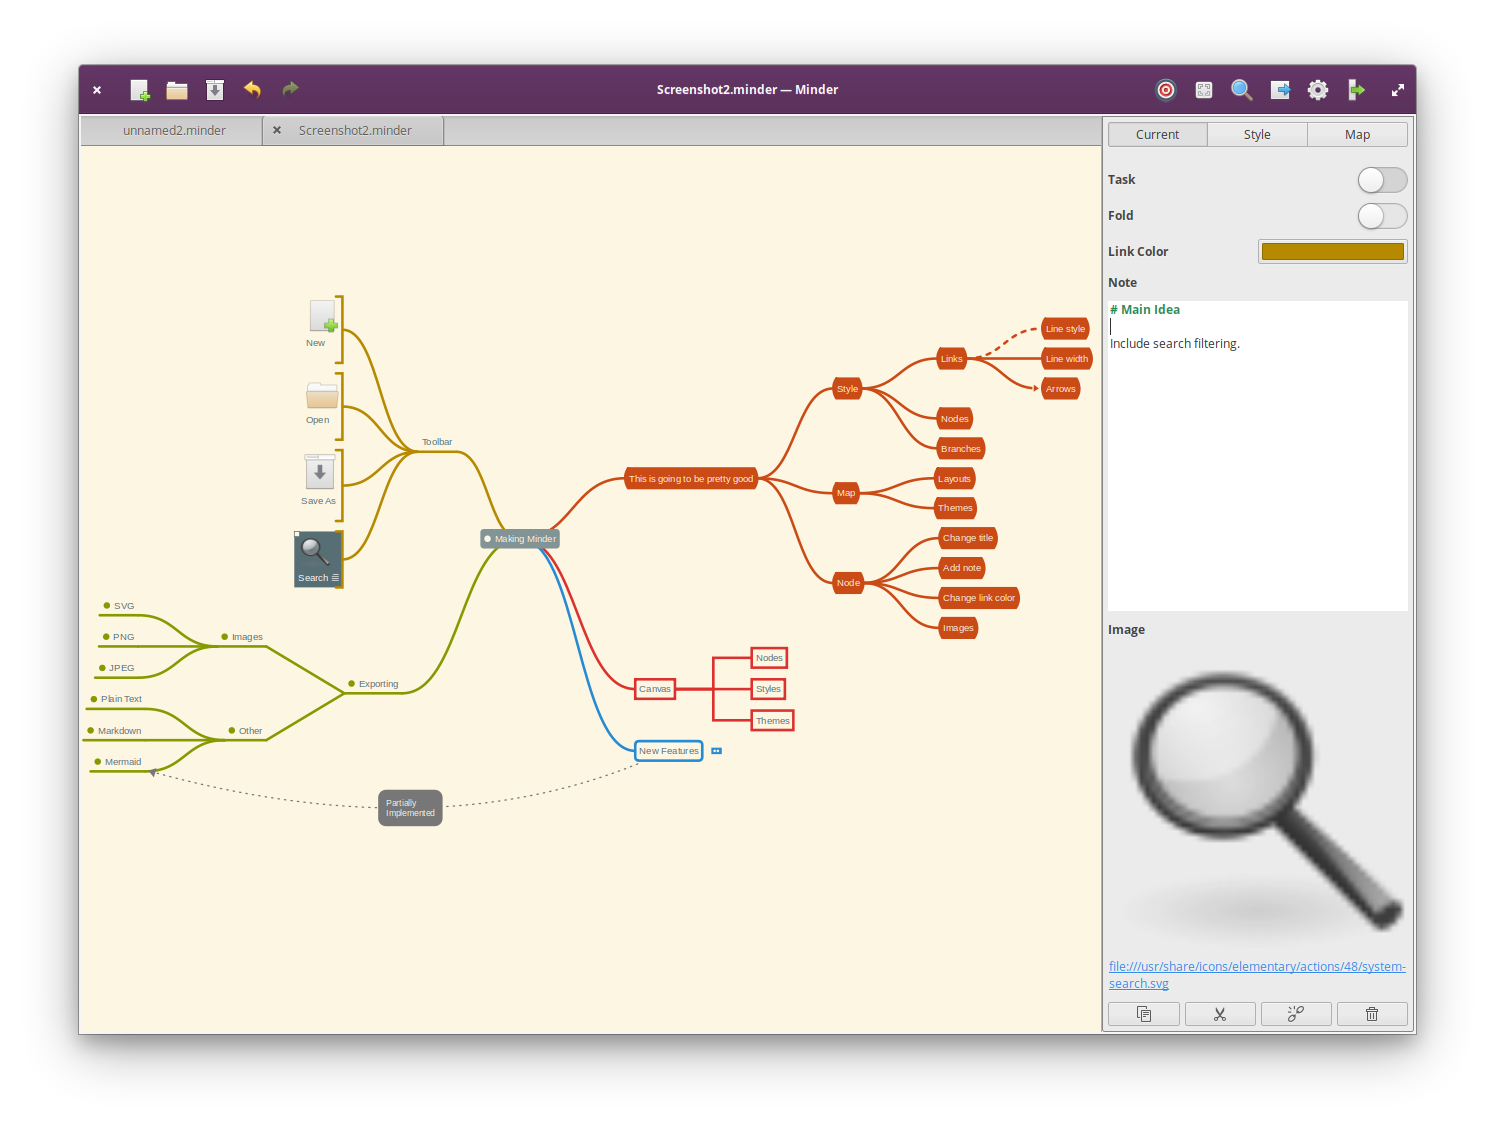 Screenshot2.minder — Minder
unnamed2.minder
Screenshot2.minder
Current
Style
Map
Task
Fold
Link Color
Note
# Main Idea
Include search filtering.
Image
file:///usr/share/icons/elementary/actions/48/system-
search.svg
New
Open
Save As
Search
Toolbar
Making Minder
This is going to be pretty good
Style
Links
Line style
Line width
Arrows
Nodes
Branches
Map
Layouts
Themes
Node
Change title
Add note
Change link color
Images
Canvas
Nodes
Styles
Themes
New Features
Exporting
Images
SVG
PNG
JPEG
Other
Plain Text
Markdown
Mermaid
Partially
Implemented